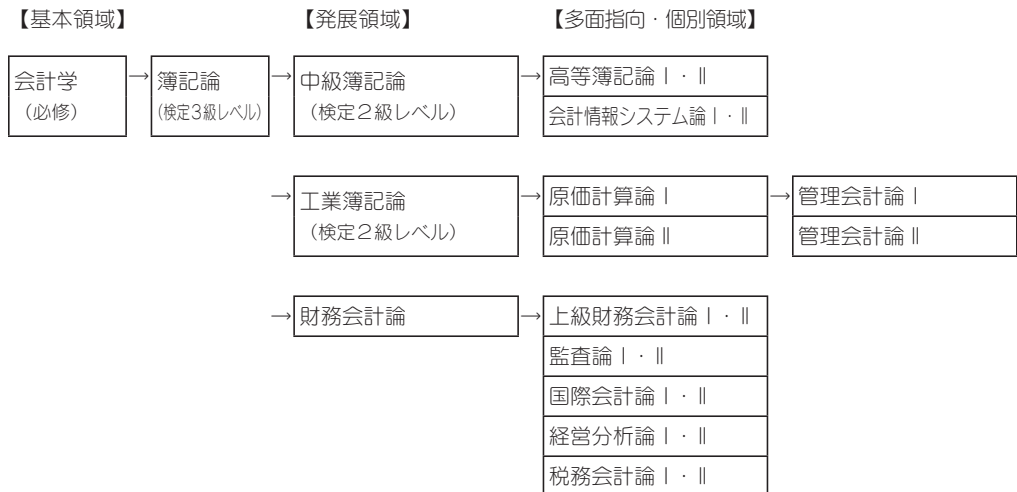 【基本領域】 【発展領域】 【多面指向・個別領域】
会計学 → 簿記論 → 中級簿記論 → 高等簿記論Ⅰ・Ⅱ
（必修） （検定3級レベル） （検定2級レベル） 会計情報システム論Ⅰ・Ⅱ
→ 工業簿記論 → 原価計算論Ⅰ → 管理会計論Ⅰ
（検定2級レベル） 原価計算論Ⅱ 管理会計論Ⅱ
→ 財務会計論 → 上級財務会計論Ⅰ・Ⅱ
監査論Ⅰ・Ⅱ
国際会計論Ⅰ・Ⅱ
経営分析論Ⅰ・Ⅱ
税務会計論Ⅰ・Ⅱ